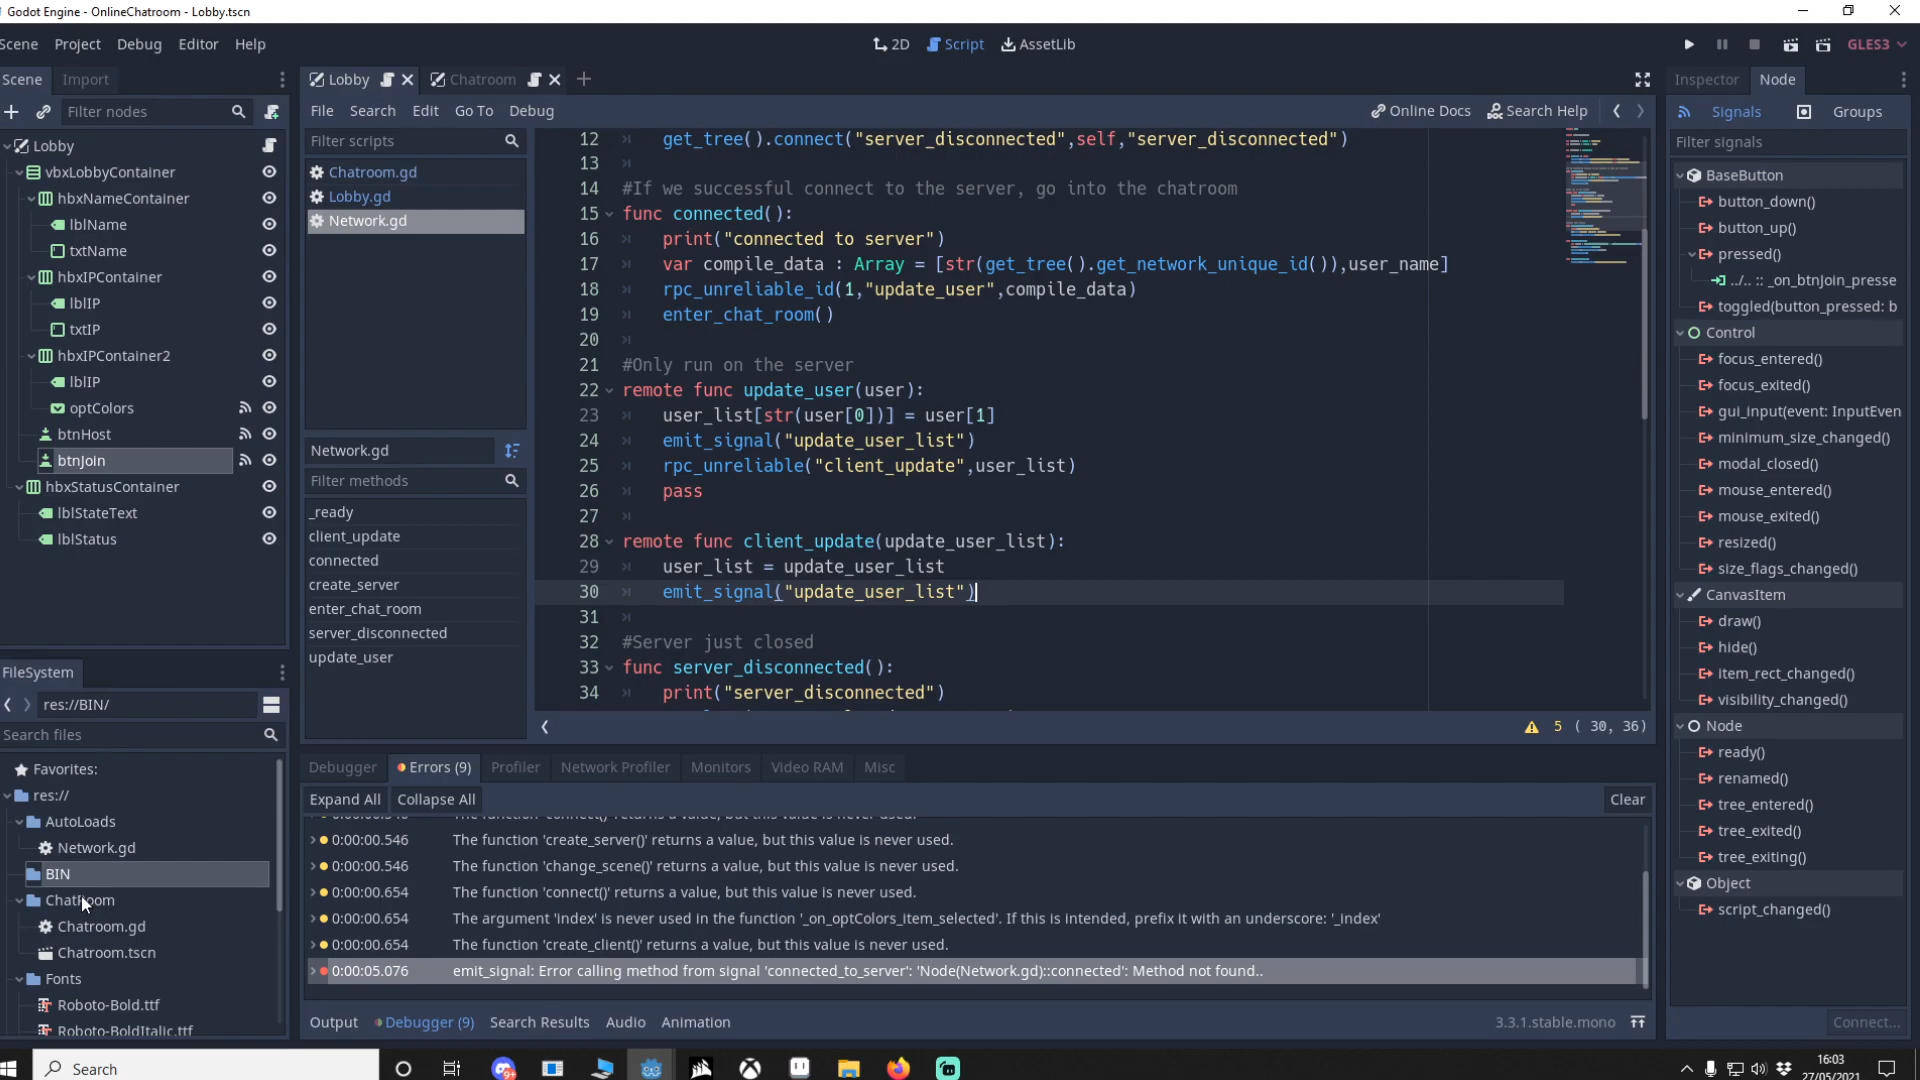 Godot Engine - OnlineChatroom - Lobby.tscn
Scene Project Debug Editor Help
2D Script AssetLib
GLES3
Scene Import
Filter nodes
Lobby
vbxLobbyContainer
hbxNameContainer
lblName
txtName
hbxIPContainer
lblIP
txtIP
hbxIPContainer2
lblIP
optColors
btnHost
btnJoin
hbxStatusContainer
lblStateText
lblStatus
FileSystem
res://BIN/
Search files
Favorites:
res://
AutoLoads
Network.gd
BIN
Chatroom
Chatroom.gd
Chatroom.tscn
Fonts
Roboto-Bold.ttf
Roboto-BoldItalic.ttf
Lobby Chatroom
File Search Edit Go To Debug
Online Docs Search Help
Filter scripts
Chatroom.gd
Lobby.gd
Network.gd
Network.gd
Filter methods
_ready
client_update
connected
create_server
enter_chat_room
server_disconnected
update_user
12 get_tree().connect("server_disconnected",self,"server_disconnected")
13
14 #If we successful connect to the server, go into the chatroom
15 func connected():
16 print("connected to server")
17 var compile_data : Array = [str(get_tree().get_network_unique_id()),user_name]
18 rpc_unreliable_id(1,"update_user",compile_data)
19 enter_chat_room()
20
21 #Only run on the server
22 remote func update_user(user):
23 user_list[str(user[0])] = user[1]
24 emit_signal("update_user_list")
25 rpc_unreliable("client_update",user_list)
26 pass
27
28 remote func client_update(update_user_list):
29 user_list = update_user_list
30 emit_signal("update_user_list")
31
32 #Server just closed
33 func server_disconnected():
34 print("server_disconnected")
5 ( 30, 36)
Debugger Errors (9) Profiler Network Profiler Monitors Video RAM Misc
Expand All Collapse All Clear
0:00:00.546 The function 'create_server()' returns a value, but this value is never used.
0:00:00.546 The function 'change_scene()' returns a value, but this value is never used.
0:00:00.654 The function 'connect()' returns a value, but this value is never used.
0:00:00.654 The argument 'index' is never used in the function '_on_optColors_item_selected'. If this is intended, prefix it with an underscore: '_index'
0:00:00.654 The function 'create_client()' returns a value, but this value is never used.
0:00:05.076 emit_signal: Error calling method from signal 'connected_to_server': 'Node(Network.gd)::connected': Method not found..
Output Debugger (9) Search Results Audio Animation
3.3.1.stable.mono
Inspector Node
Signals Groups
Filter signals
BaseButton
button_down()
button_up()
pressed()
../.. :: _on_btnJoin_presse
toggled(button_pressed: b
Control
focus_entered()
focus_exited()
gui_input(event: InputEven
minimum_size_changed()
modal_closed()
mouse_entered()
mouse_exited()
resized()
size_flags_changed()
CanvasItem
draw()
hide()
item_rect_changed()
visibility_changed()
Node
ready()
renamed()
tree_entered()
tree_exited()
tree_exiting()
Object
script_changed()
Connect...
Search
16:03
27/05/2021